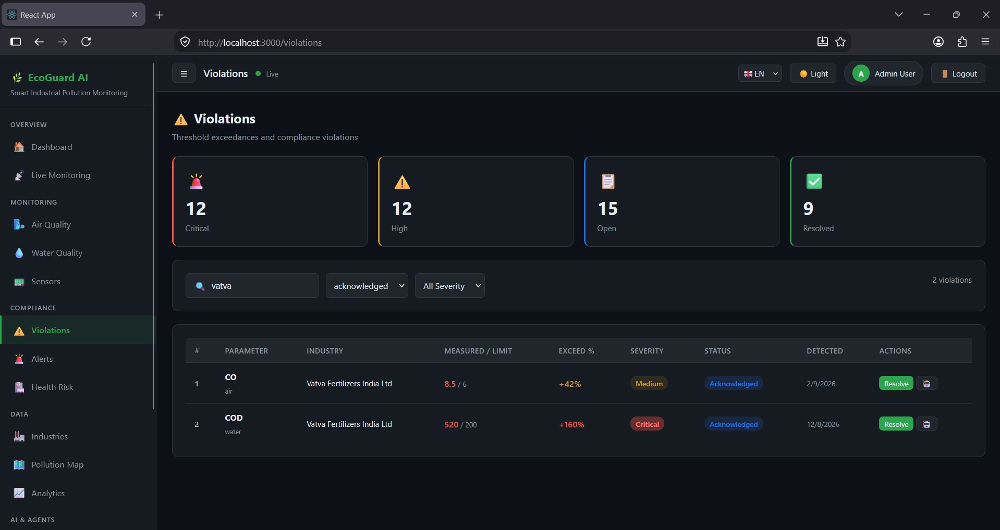 React App
http://localhost:3000/violations
EcoGuard AI
Smart Industrial Pollution Monitoring
Violations
Live
EN
Light
A
Admin User
Logout
OVERVIEW
Dashboard
Live Monitoring
MONITORING
Air Quality
Water Quality
Sensors
COMPLIANCE
Violations
Alerts
Health Risk
DATA
Industries
Pollution Map
Analytics
AI & AGENTS
Violations
Threshold exceedances and compliance violations
12
Critical
12
High
15
Open
9
Resolved
vatva
acknowledged
All Severity
2 violations
# PARAMETER INDUSTRY MEASURED / LIMIT EXCEED % SEVERITY STATUS DETECTED ACTIONS
1 CO Vatva Fertilizers India Ltd 8.5 / 6 +42% Medium Acknowledged 2/9/2026 Resolve
air
2 COD Vatva Fertilizers India Ltd 520 / 200 +160% Critical Acknowledged 12/8/2026 Resolve
water